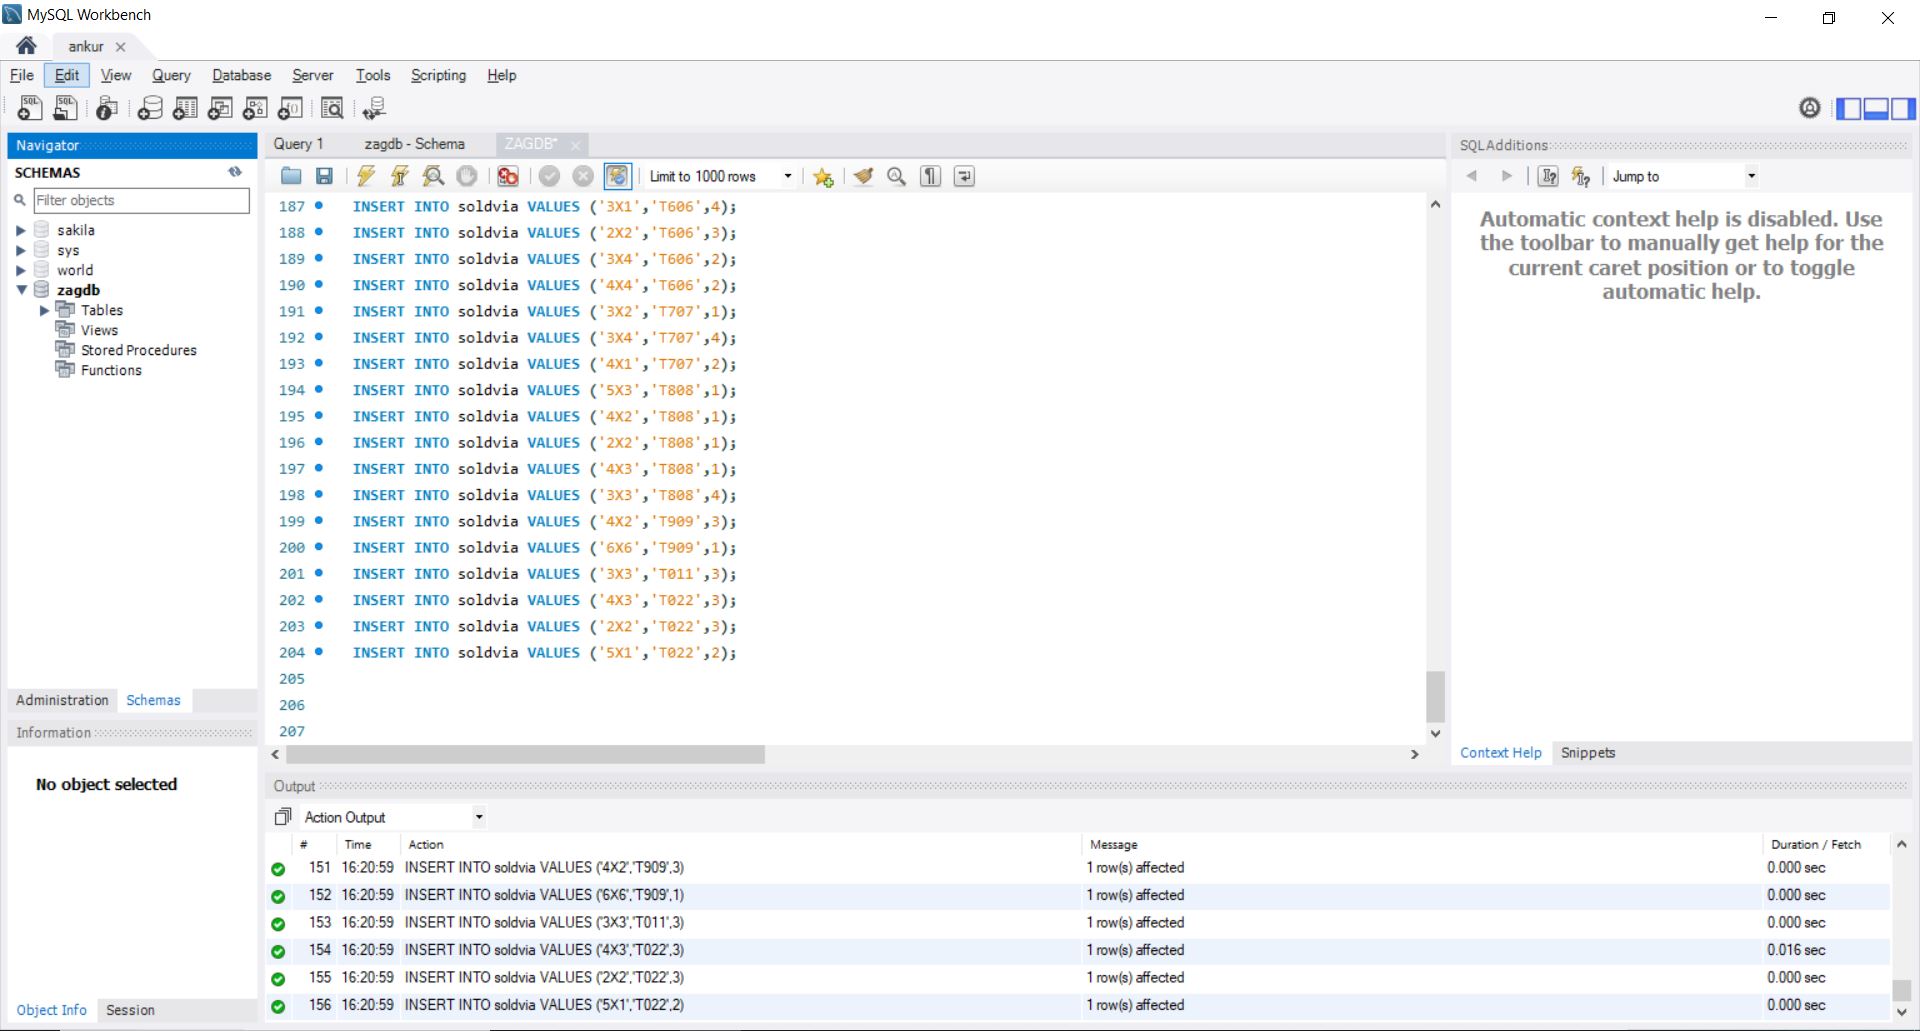 MySQL Workbench
ankur
File Edit View Query Database Server Tools Scripting Help
Navigator
SCHEMAS
Filter objects
sakila
sys
world
zagdb
Tables
Views
Stored Procedures
Functions
Administration Schemas
Information
No object selected
Object Info Session
Query 1 zagdb - Schema ZAGDB*
Limit to 1000 rows
187 INSERT INTO soldvia VALUES ('3X1','T606',4);
188 INSERT INTO soldvia VALUES ('2X2','T606',3);
189 INSERT INTO soldvia VALUES ('3X4','T606',2);
190 INSERT INTO soldvia VALUES ('4X4','T606',2);
191 INSERT INTO soldvia VALUES ('3X2','T707',1);
192 INSERT INTO soldvia VALUES ('3X4','T707',4);
193 INSERT INTO soldvia VALUES ('4X1','T707',2);
194 INSERT INTO soldvia VALUES ('5X3','T808',1);
195 INSERT INTO soldvia VALUES ('4X2','T808',1);
196 INSERT INTO soldvia VALUES ('2X2','T808',1);
197 INSERT INTO soldvia VALUES ('4X3','T808',1);
198 INSERT INTO soldvia VALUES ('3X3','T808',4);
199 INSERT INTO soldvia VALUES ('4X2','T909',3);
200 INSERT INTO soldvia VALUES ('6X6','T909',1);
201 INSERT INTO soldvia VALUES ('3X3','T011',3);
202 INSERT INTO soldvia VALUES ('4X3','T022',3);
203 INSERT INTO soldvia VALUES ('2X2','T022',3);
204 INSERT INTO soldvia VALUES ('5X1','T022',2);
205
206
207
SQLAdditions
Jump to
Automatic context help is disabled. Use
the toolbar to manually get help for the
current caret position or to toggle
automatic help.
Context Help Snippets
Output
Action Output
# Time Action Message Duration / Fetch
151 16:20:59 INSERT INTO soldvia VALUES ('4X2','T909',3) 1 row(s) affected 0.000 sec
152 16:20:59 INSERT INTO soldvia VALUES ('6X6','T909',1) 1 row(s) affected 0.000 sec
153 16:20:59 INSERT INTO soldvia VALUES ('3X3','T011',3) 1 row(s) affected 0.000 sec
154 16:20:59 INSERT INTO soldvia VALUES ('4X3','T022',3) 1 row(s) affected 0.016 sec
155 16:20:59 INSERT INTO soldvia VALUES ('2X2','T022',3) 1 row(s) affected 0.000 sec
156 16:20:59 INSERT INTO soldvia VALUES ('5X1','T022',2) 1 row(s) affected 0.000 sec